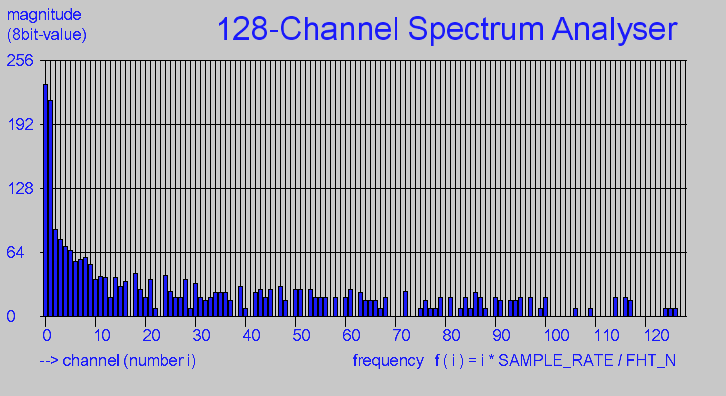 magnitude
(8bit-value)
128-Channel Spectrum Analyser
256
192
128
64
0
0 10 20 30 40 50 60 70 80 90 100 110 120
--> channel (number i)
frequency f ( i ) = i * SAMPLE_RATE / FHT_N